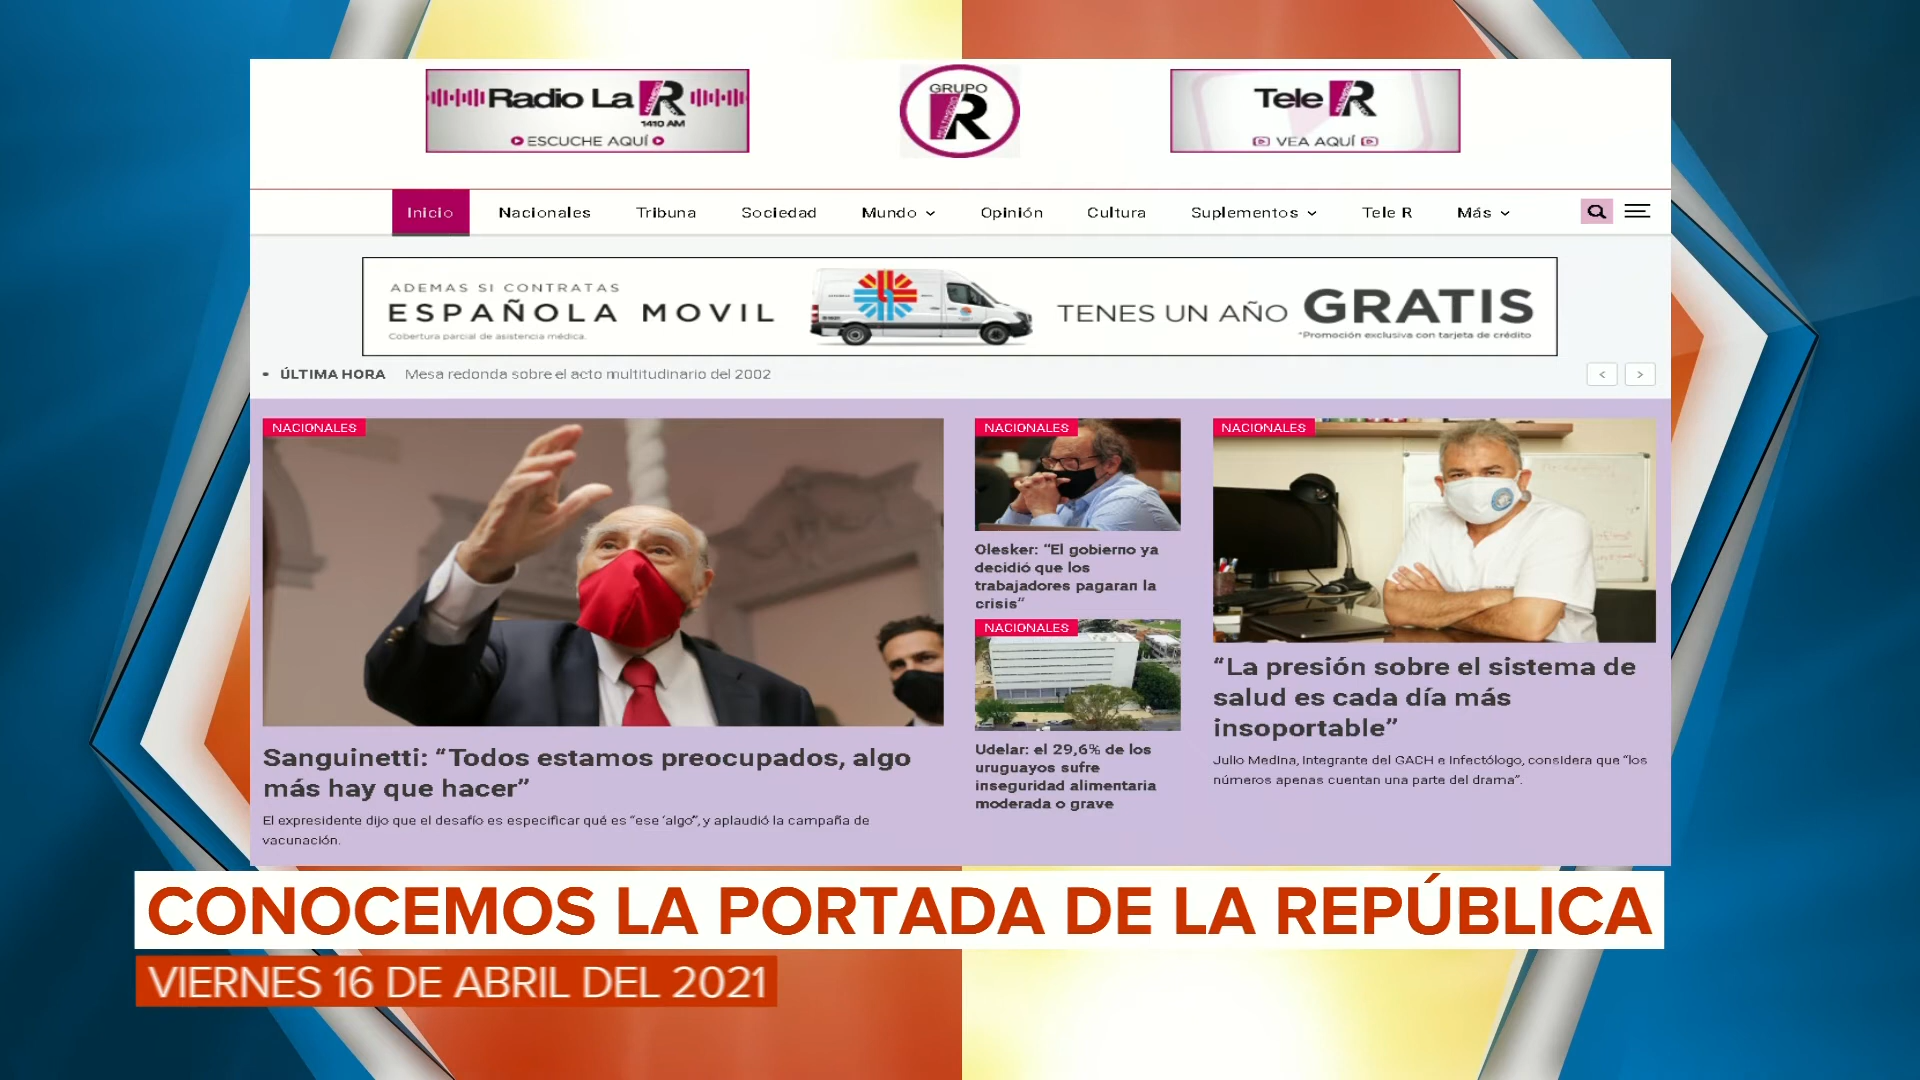 Radio La R
1410 AM
ESCUCHE AQUÍ
GRUPO
R
Tele R
VEA AQUÍ
Inicio
Nacionales
Tribuna
Sociedad
Mundo
Opinión
Cultura
Suplementos
Tele R
Más
ADEMAS SI CONTRATAS
ESPAÑOLA MOVIL
Cobertura parcial de asistencia médica.
TENES UN AÑO GRATIS
*Promoción exclusiva con tarjeta de crédito
• ÚLTIMA HORA Mesa redonda sobre el acto multitudinario del 2002
NACIONALES
Sanguinetti: “Todos estamos preocupados, algo
más hay que hacer”
El expresidente dijo que el desafío es especificar qué es “ese ‘algo’”, y aplaudió la campaña de
vacunación.
NACIONALES
Olesker: “El gobierno ya
decidió que los
trabajadores pagaran la
crisis”
NACIONALES
Udelar: el 29,6% de los
uruguayos sufre
inseguridad alimentaria
moderada o grave
NACIONALES
“La presión sobre el sistema de
salud es cada día más
insoportable”
Julio Medina, integrante del GACH e infectólogo, considera que “los
números apenas cuentan una parte del drama”.
CONOCEMOS LA PORTADA DE LA REPÚBLICA
VIERNES 16 DE ABRIL DEL 2021